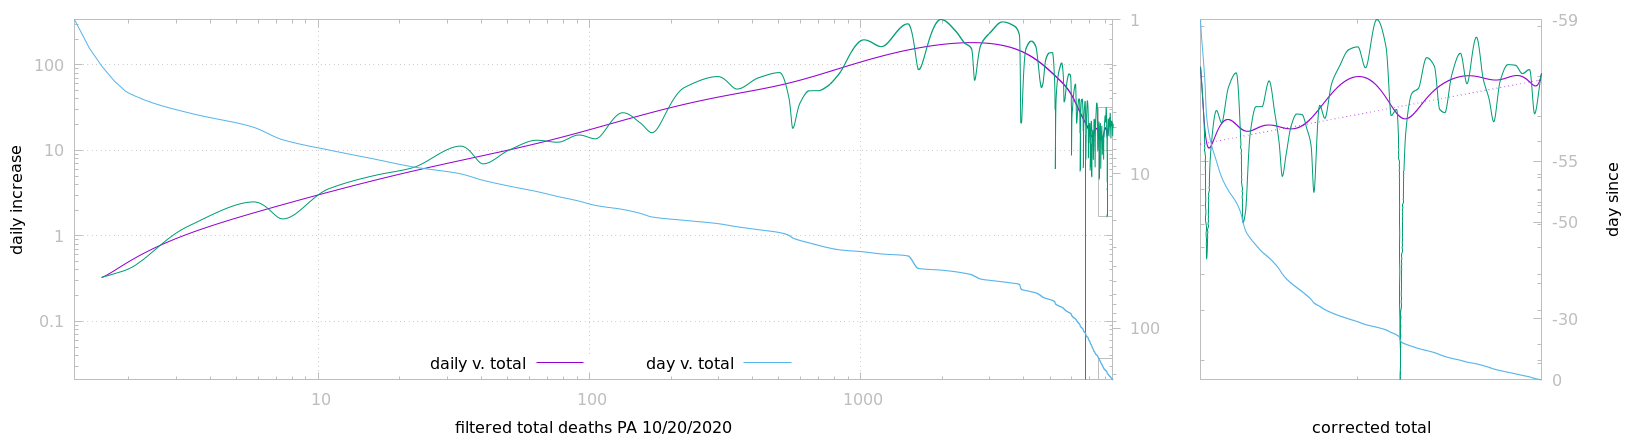 100
10
1
0.1
daily increase
1
10
100
daily v. total
day v. total
10
100
1000
filtered total deaths PA 10/20/2020
-59
-55
-50
-30
0
day since
corrected total